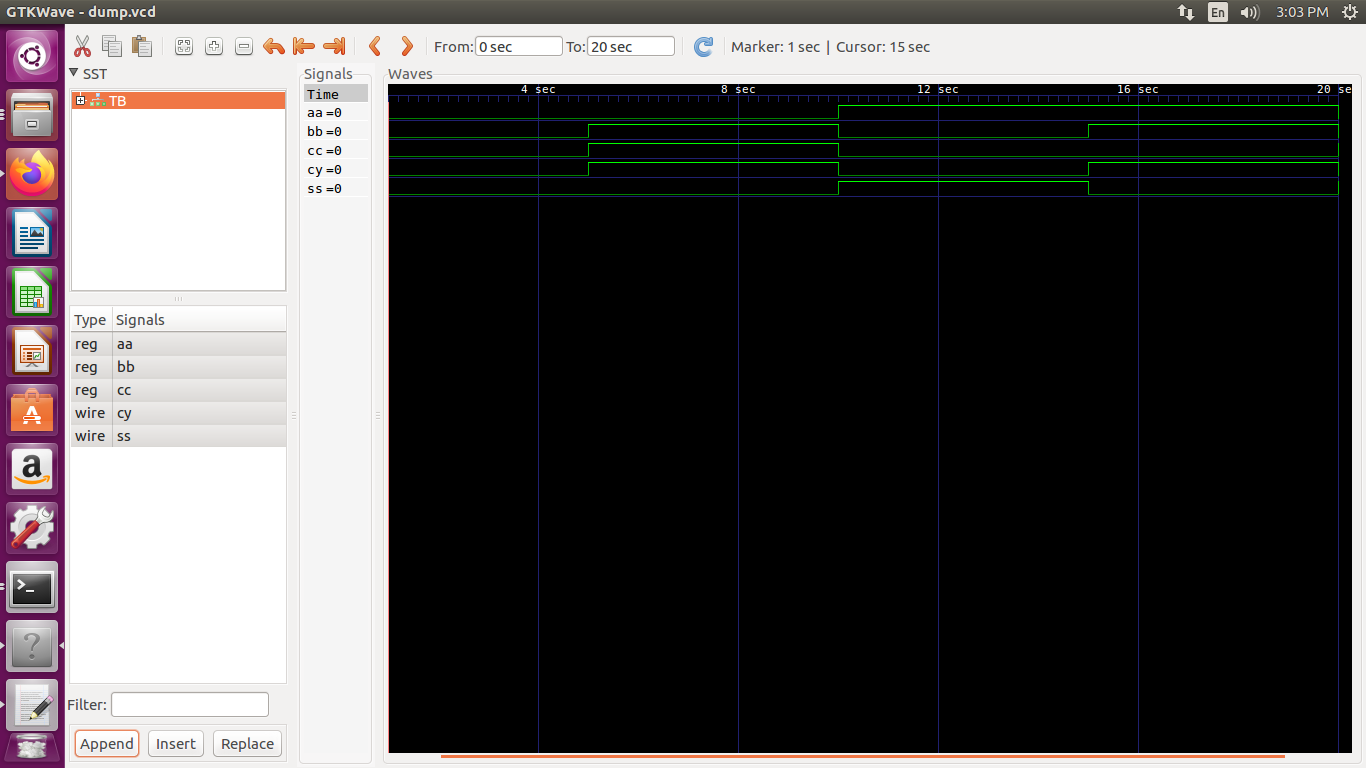 GTKWave - dump.vcd
En
3:03 PM
From: 0 sec To: 20 sec Marker: 1 sec | Cursor: 15 sec
SST
TB
Type Signals
reg aa
reg bb
reg cc
wire cy
wire ss
Filter:
Append Insert Replace
Signals
Time
aa =0
bb =0
cc =0
cy =0
ss =0
Waves
4 sec 8 sec 12 sec 16 sec 20 se